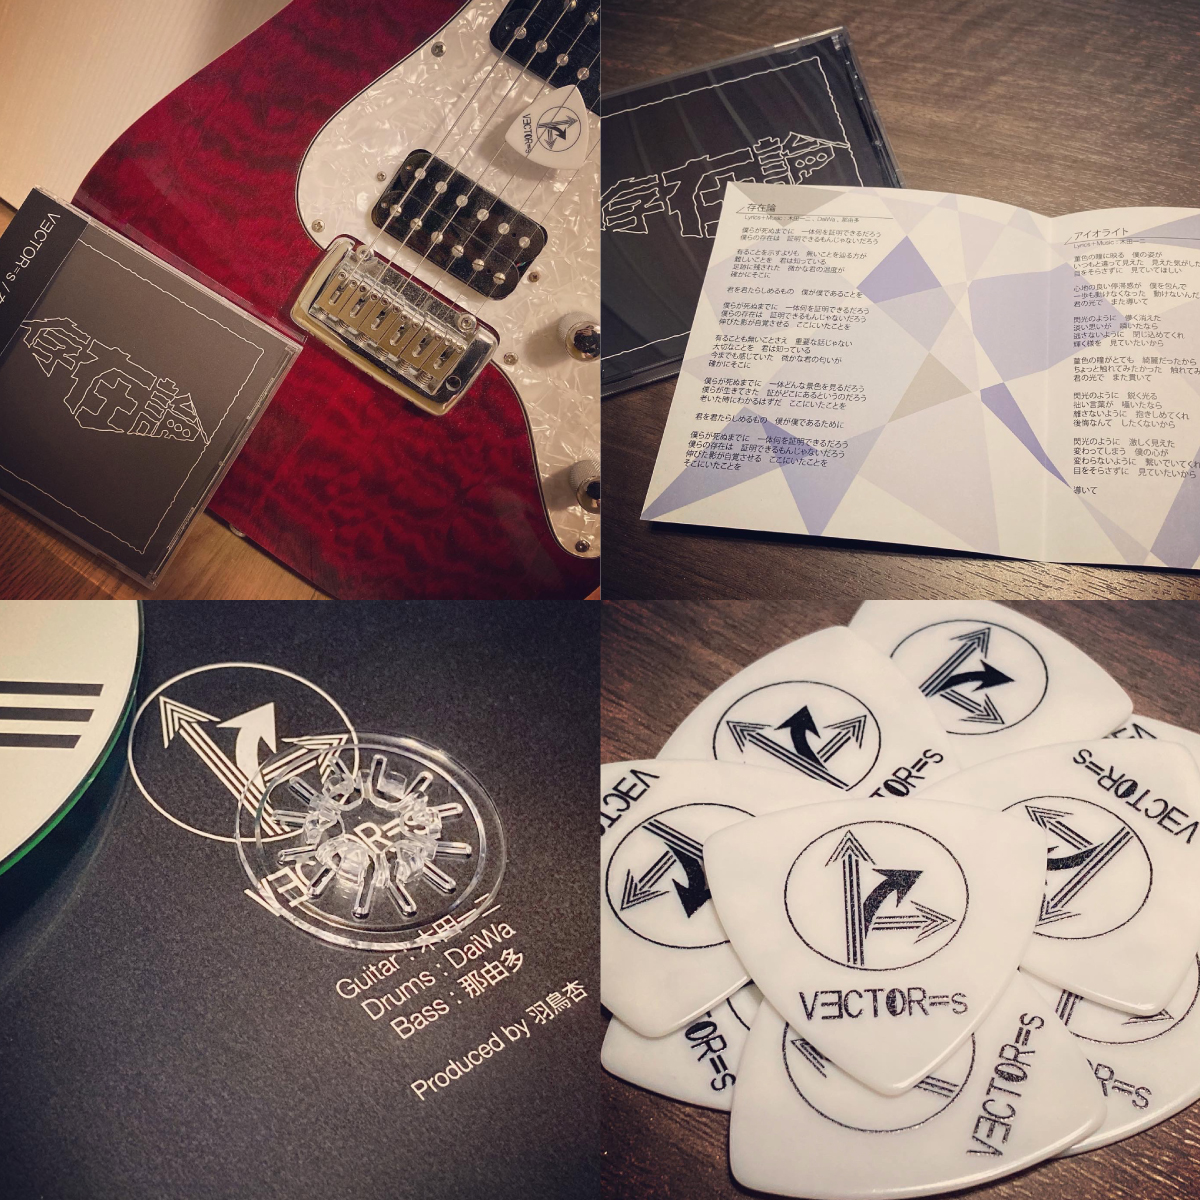 VƎCTOR=s
VƎCTOR=s /
存在論
存在論
存在論
Lyrics+Music : 木田一二, DaiWa, 那由多
僕らが死ぬまでに 一体何を証明できるだろう
僕らの存在は 証明できるもんじゃないだろう
有ることを示すよりも 無いことを辿る方が
難しいことを 君は知っている
足跡に残された 微かな君の温度が
確かにそこに
君を君たらしめるもの 僕が僕であることを
僕らが死ぬまでに 一体何を証明できるだろう
僕らの存在は 証明できるもんじゃないだろう
伸びた影が自覚させる ここにいたことを
有ることも無いことさえ 重要な話じゃない
大切なことを 君は知っている
今までも感じていた 微かな君の匂いが
確かにそこに
僕らが死ぬまでに 一体どんな景色を見るだろう
僕らが生きてきた 証がどこにあるというのだろう
老いた時にわかるはずだ ここにいたことを
君を君たらしめるもの 僕が僕であるために
僕らが死ぬまでに 一体何を証明できるだろう
僕らの存在は 証明できるもんじゃないだろう
伸びた影が自覚させる ここにいたことを
そこにいたことを
アイオライト
Lyrics+Music : 木田一二
菫色の瞳に映る 僕の姿が
いつもと違って見えた 見えた気がした
目をそらさずに 見ていてほしい
心地の良い停滞感が 僕を包んで
一歩も動けなくなった 動けないんだ
君の光で また導いて
閃光のように 儚く消えた
淡い思いが 瞬いたなら
逃さないように 閉じ込めてくれ
輝く様を 見ていたいから
菫色の瞳がとても 綺麗だったから
ちょっと触れてみたかった 触れてみ
君の光で また貫いて
閃光のように 鋭く光る
拙い言葉が 囁いたなら
離さないように 抱きしめてくれ
後悔なんて したくないから
閃光のように 激しく見えた
変わってしまう 僕の心が
変わらないように 繋いでいてくれ
目をそらさずに 見ていたいから
導いて
VƎCTOR=s
Guitar : 木田一二
Drums : DaiWa
Bass : 那由多
Produced by 羽鳥杏
TOR=s
VƎCT
VƎCTOR=s
VƎCTOR=s
OR=s
VƎCTOR=s
R=s